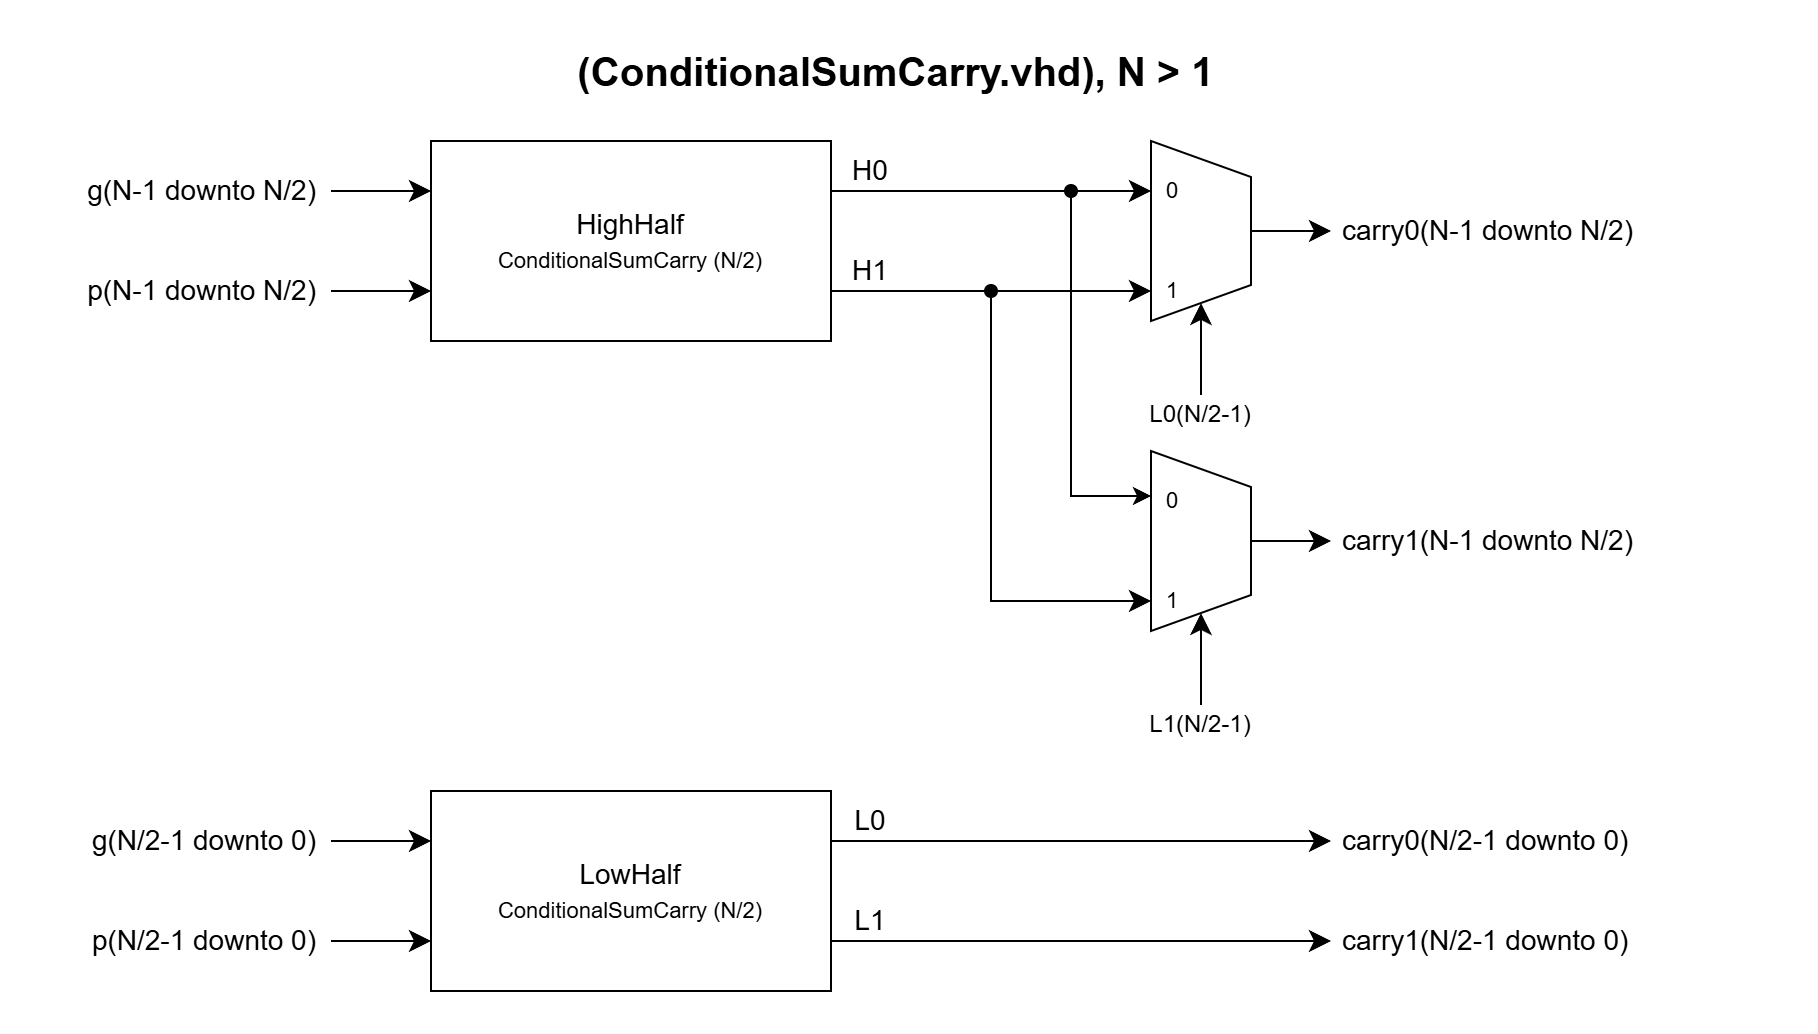 (ConditionalSumCarry.vhd), N > 1
g(N-1 downto N/2)
p(N-1 downto N/2)
HighHalf
ConditionalSumCarry (N/2)
H0
H1
0
1
carry0(N-1 downto N/2)
L0(N/2-1)
0
1
carry1(N-1 downto N/2)
L1(N/2-1)
g(N/2-1 downto 0)
p(N/2-1 downto 0)
LowHalf
ConditionalSumCarry (N/2)
L0
L1
carry0(N/2-1 downto 0)
carry1(N/2-1 downto 0)